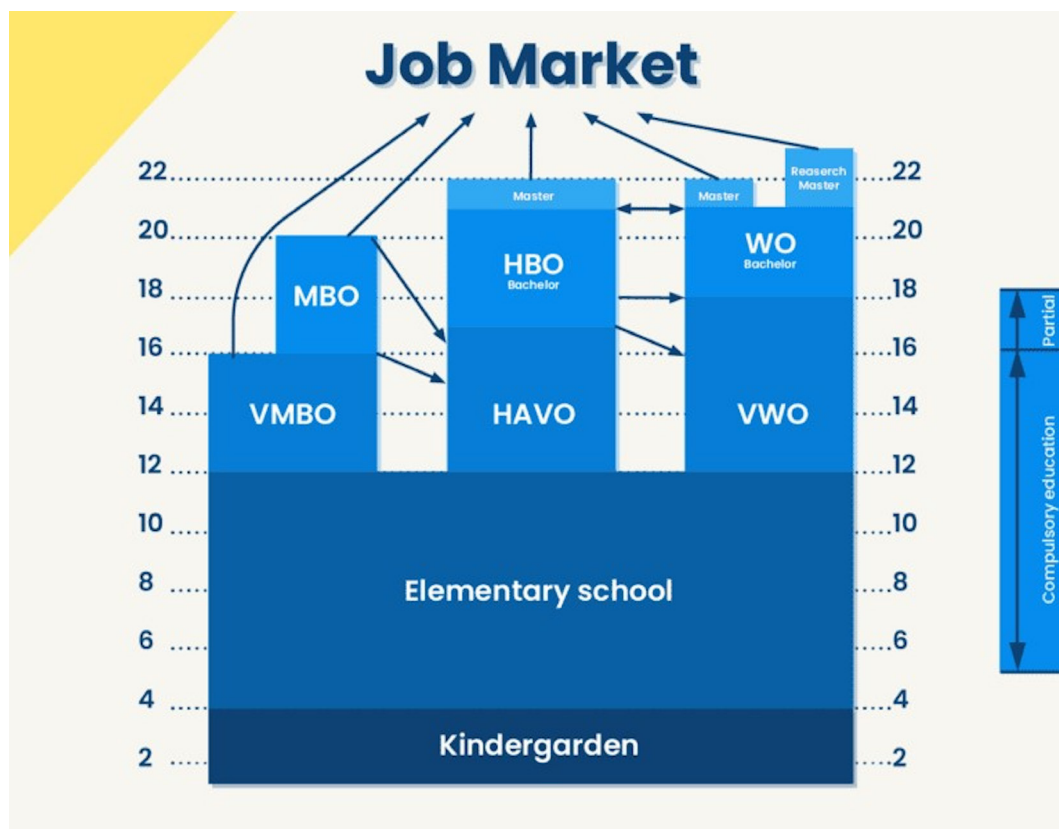 Job Market
22
22
Reaserch
Master
Master
Master
20
20
WO
Bachelor
HBO
Bachelor
MBO
18
18
Partial
16
16
14
14
VMBO
HAVO
VWO
12
12
Compulsory education
10
10
8
8
Elementary school
6
6
4
4
Kindergarden
2
2